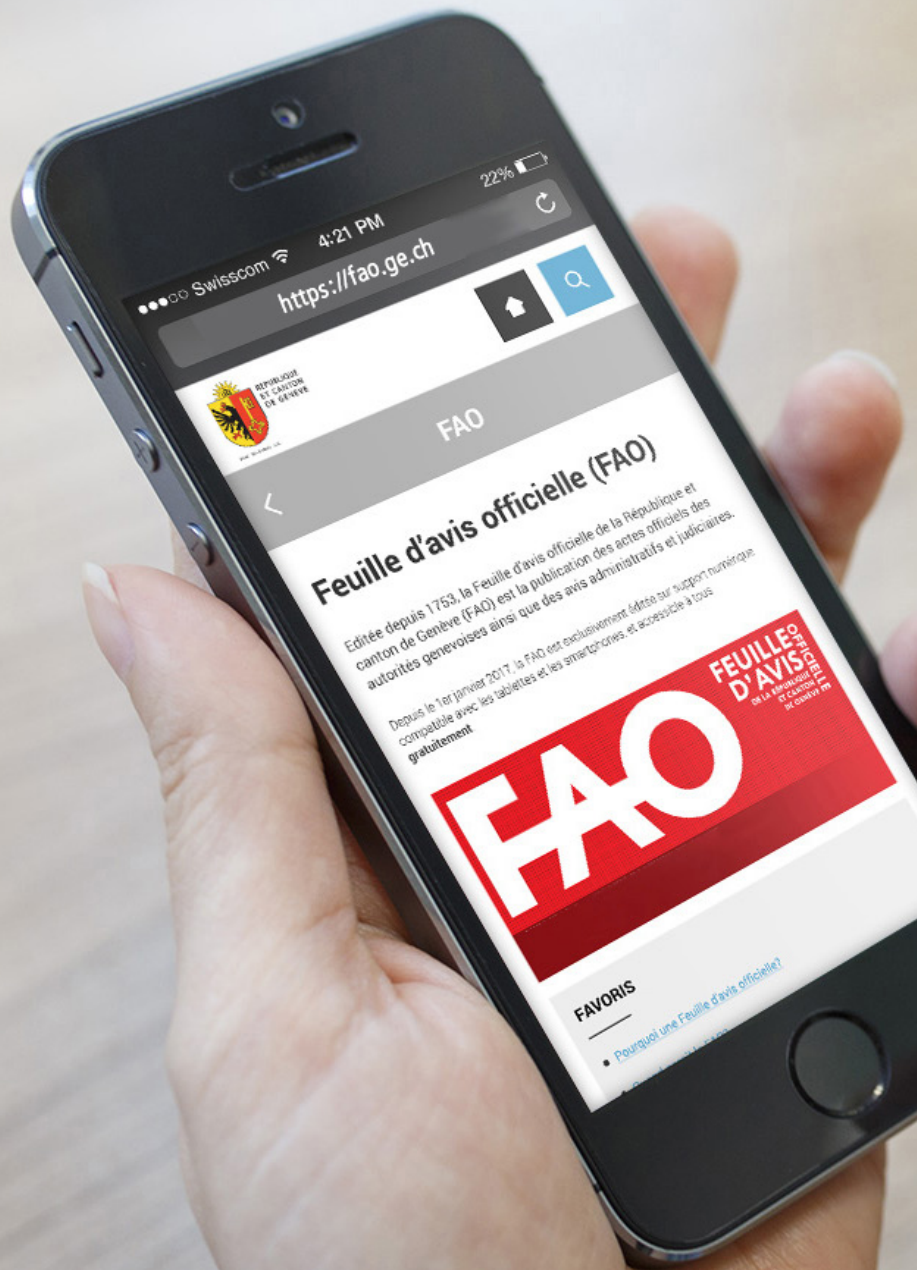 Swisscom 4:21 PM 22%
https://fao.ge.ch
RÉPUBLIQUE
ET CANTON
DE GENÈVE
FAO
Feuille d'avis officielle (FAO)
Editée depuis 1753, la Feuille d'avis officielle de la République et
canton de Genève (FAO) est la publication des actes officiels des
autorités genevoises ainsi que des avis administratifs et judiciaires.
Depuis le 1er janvier 2017, la FAO est exclusivement éditée sur support numérique
compatible avec les tablettes et les smartphones, et accessible à tous
gratuitement
FAO
FEUILLE
D'AVIS
OFFICIELLE
DE LA RÉPUBLIQUE
ET CANTON
DE GENÈVE
FAVORIS
Pourquoi une Feuille d'avis officielle?